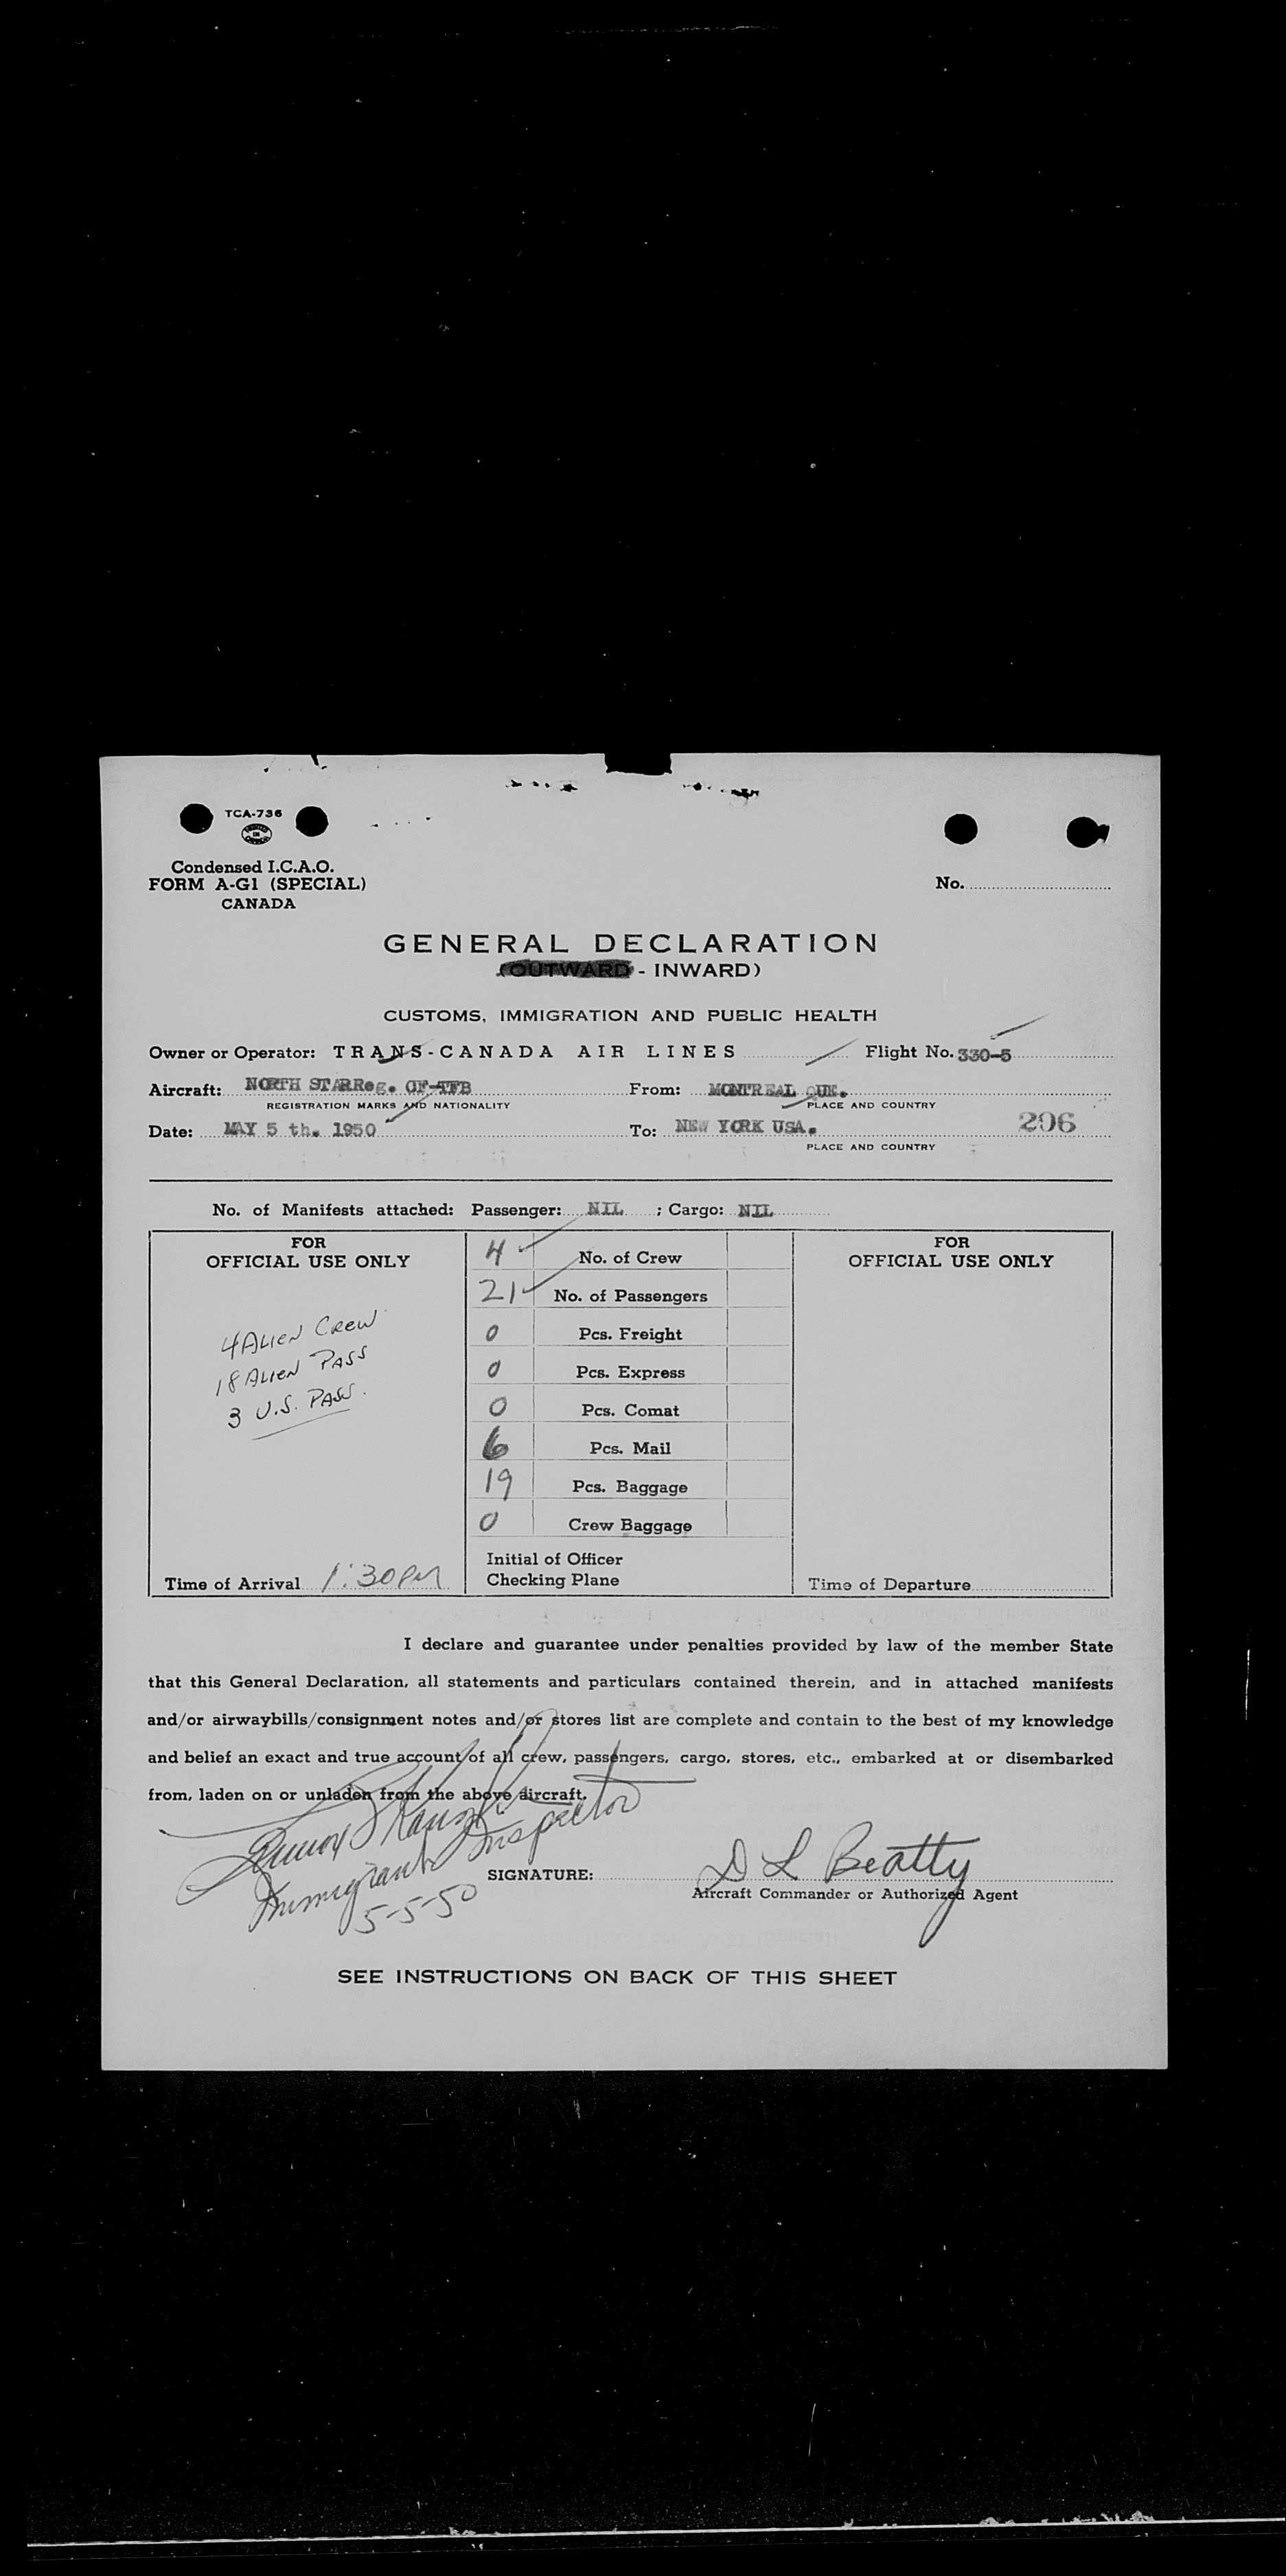 TCA-736
PRINTED IN CANADA
Condensed I.C.A.O.
FORM A-G1 (SPECIAL)
CANADA
No.
GENERAL DECLARATION
(OUTWARD - INWARD)
CUSTOMS, IMMIGRATION AND PUBLIC HEALTH
Owner or Operator: TRANS-CANADA AIR LINES Flight No. 330-5
Aircraft: NORTH STAR Reg. CF-TFB From: MONTREAL QUE.
REGISTRATION MARKS AND NATIONALITY PLACE AND COUNTRY
Date: MAY 5 th. 1950 To: NEW YORK USA. 296
PLACE AND COUNTRY
No. of Manifests attached: Passenger: NIL ; Cargo: NIL
FOR
OFFICIAL USE ONLY
4 ALIEN CREW
18 ALIEN PASS
3 U.S. PASS.
Time of Arrival 1:30 PM
4 No. of Crew
21 No. of Passengers
0 Pcs. Freight
0 Pcs. Express
0 Pcs. Comat
6 Pcs. Mail
19 Pcs. Baggage
0 Crew Baggage
Initial of Officer
Checking Plane
FOR
OFFICIAL USE ONLY
Time of Departure
I declare and guarantee under penalties provided by law of the member State
that this General Declaration, all statements and particulars contained therein, and in attached manifests
and/or airwaybills/consignment notes and/or stores list are complete and contain to the best of my knowledge
and belief an exact and true account of all crew, passengers, cargo, stores, etc., embarked at or disembarked
from, laden on or unladen from the above aircraft.
Immigrant Inspector
5-5-50
SIGNATURE: D L Beatty
Aircraft Commander or Authorized Agent
SEE INSTRUCTIONS ON BACK OF THIS SHEET